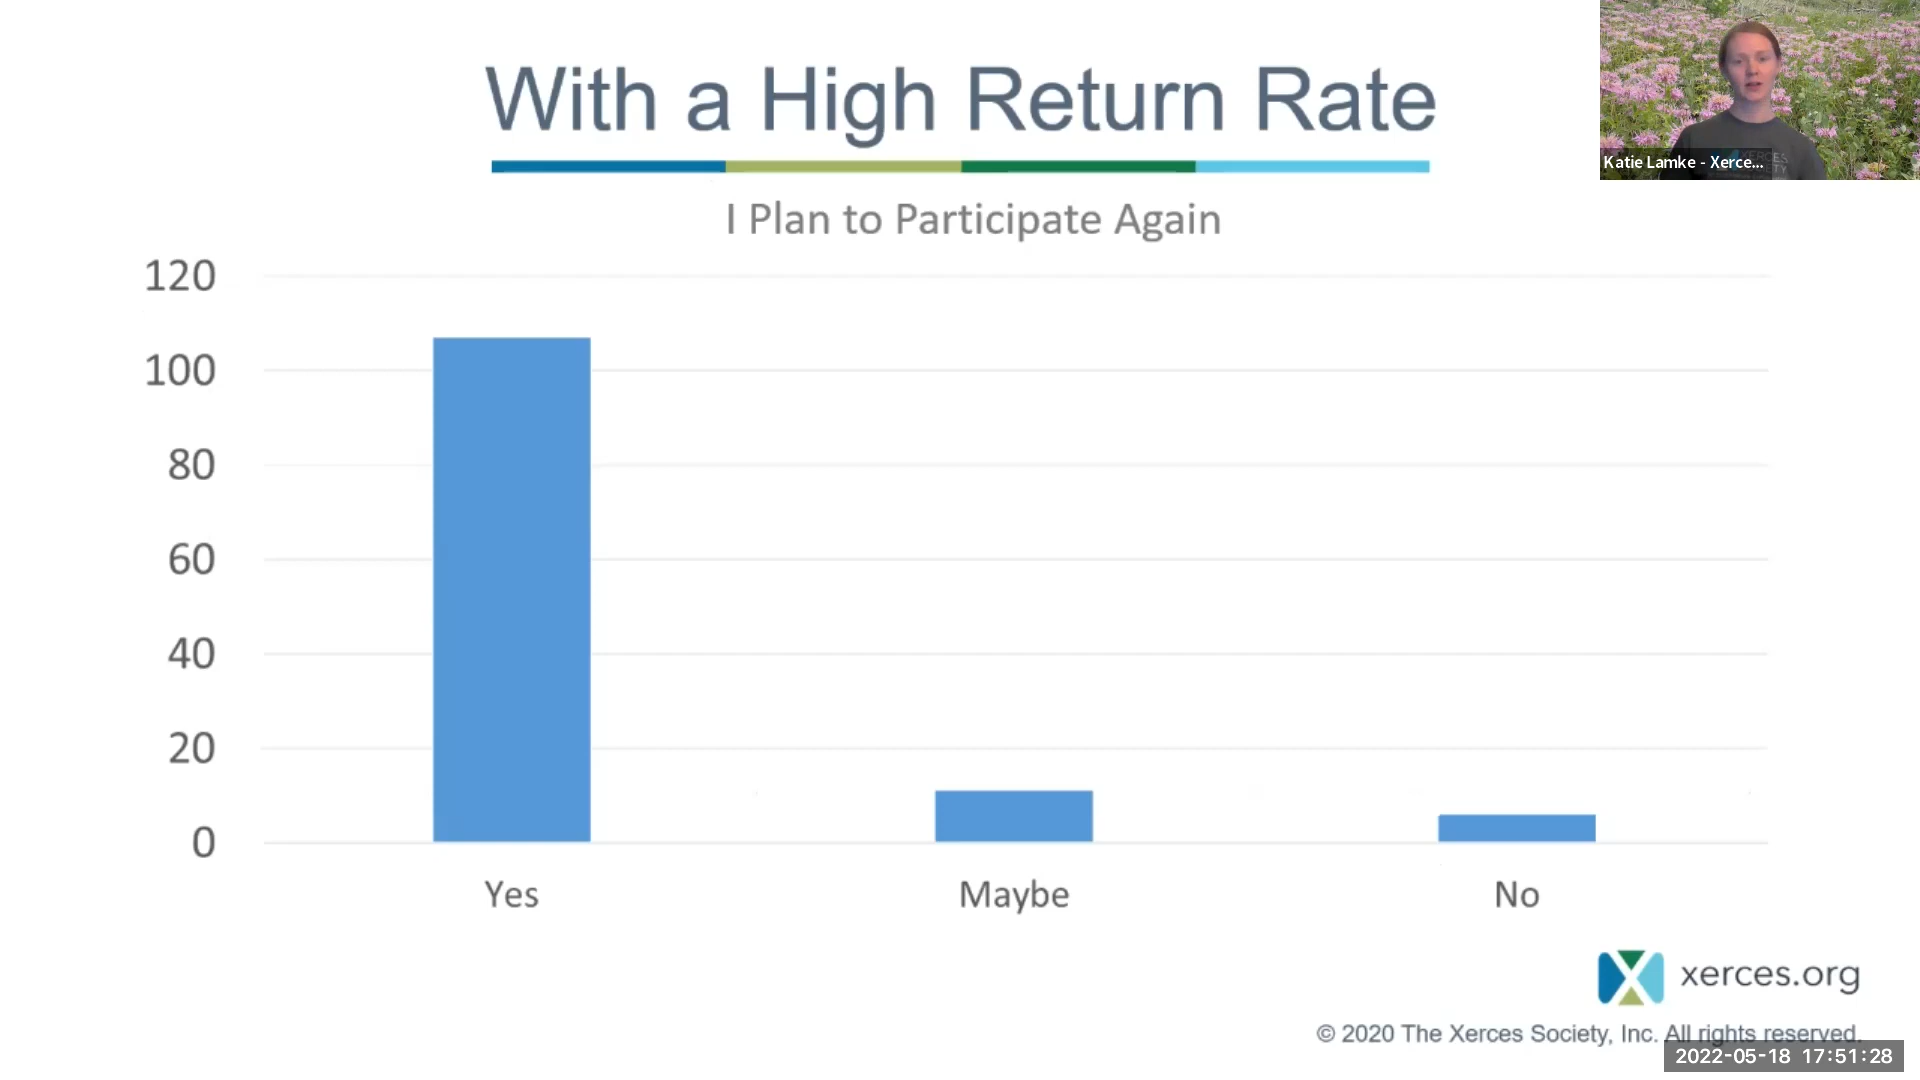 With a High Return Rate
Katie Lamke - Xerce...
I Plan to Participate Again
120
100
80
60
40
20
0
Yes
Maybe
No
xerces.org
© 2020 The Xerces Society, Inc. All rights reserved.
2022-05-18 17:51:28